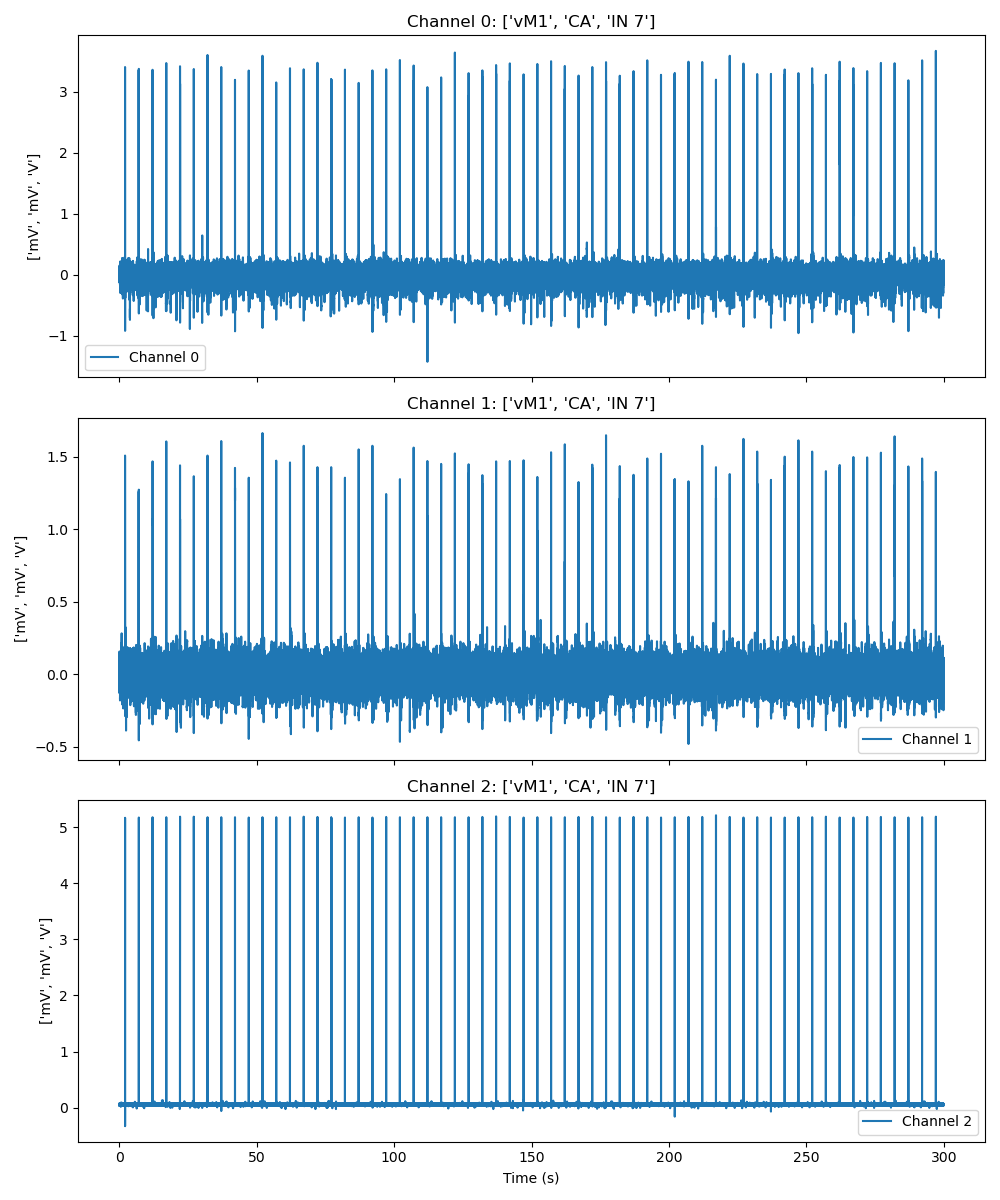 Channel 0: ['vM1', 'CA', 'IN 7']
['mV', 'mV', 'V']
3
2
1
0
−1
Channel 0
Channel 1: ['vM1', 'CA', 'IN 7']
['mV', 'mV', 'V']
1.5
1.0
0.5
0.0
−0.5
Channel 1
Channel 2: ['vM1', 'CA', 'IN 7']
['mV', 'mV', 'V']
5
4
3
2
1
0
Channel 2
0 50 100 150 200 250 300
Time (s)